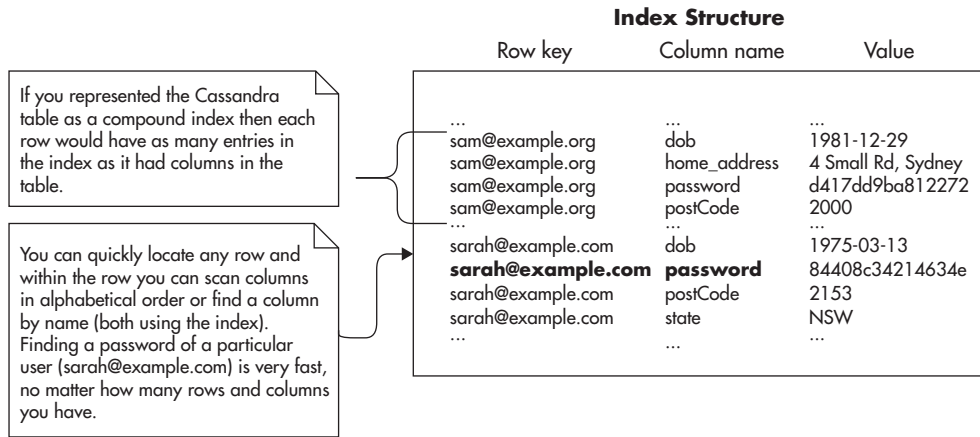 Index Structure
Row key Column name Value
If you represented the Cassandra
table as a compound index then each
row would have as many entries in
the index as it had columns in the
table.
You can quickly locate any row and
within the row you can scan columns
in alphabetical order or find a column
by name (both using the index).
Finding a password of a particular
user (sarah@example.com) is very fast,
no matter how many rows and columns
you have.
... ... ...
sam@example.org dob 1981-12-29
sam@example.org home_address 4 Small Rd, Sydney
sam@example.org password d417dd9ba812272
sam@example.org postCode 2000
... ... ...
sarah@example.com dob 1975-03-13
sarah@example.com password 84408c34214634e
sarah@example.com postCode 2153
sarah@example.com state NSW
... ... ...